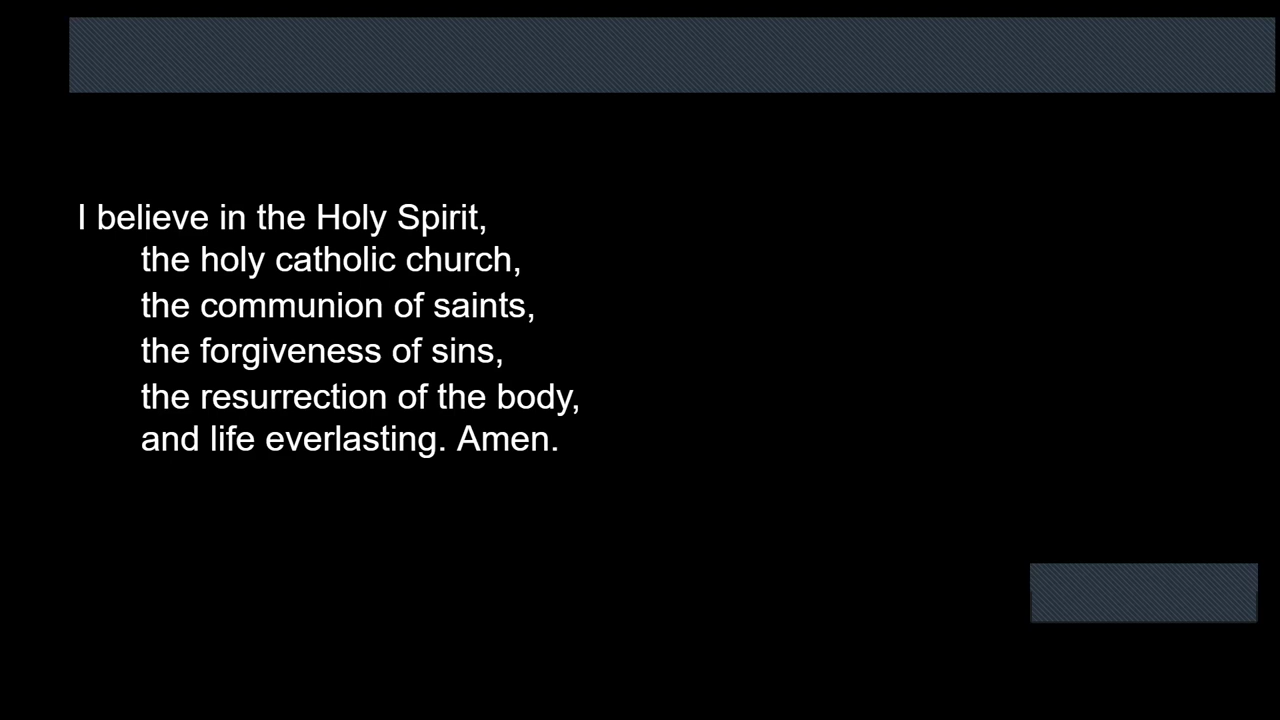 I believe in the Holy Spirit,
the holy catholic church,
the communion of saints,
the forgiveness of sins,
the resurrection of the body,
and life everlasting. Amen.